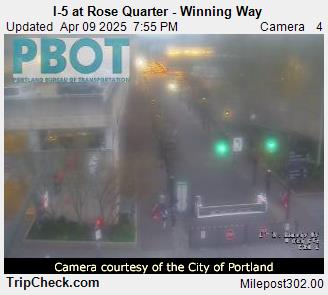 I-5 at Rose Quarter - Winning Way
Updated Apr 09 2025 7:55 PM Camera 4
PBOT
PORTLAND BUREAU OF TRANSPORTATION
Camera courtesy of the City of Portland
TripCheck.com Milepost302.00